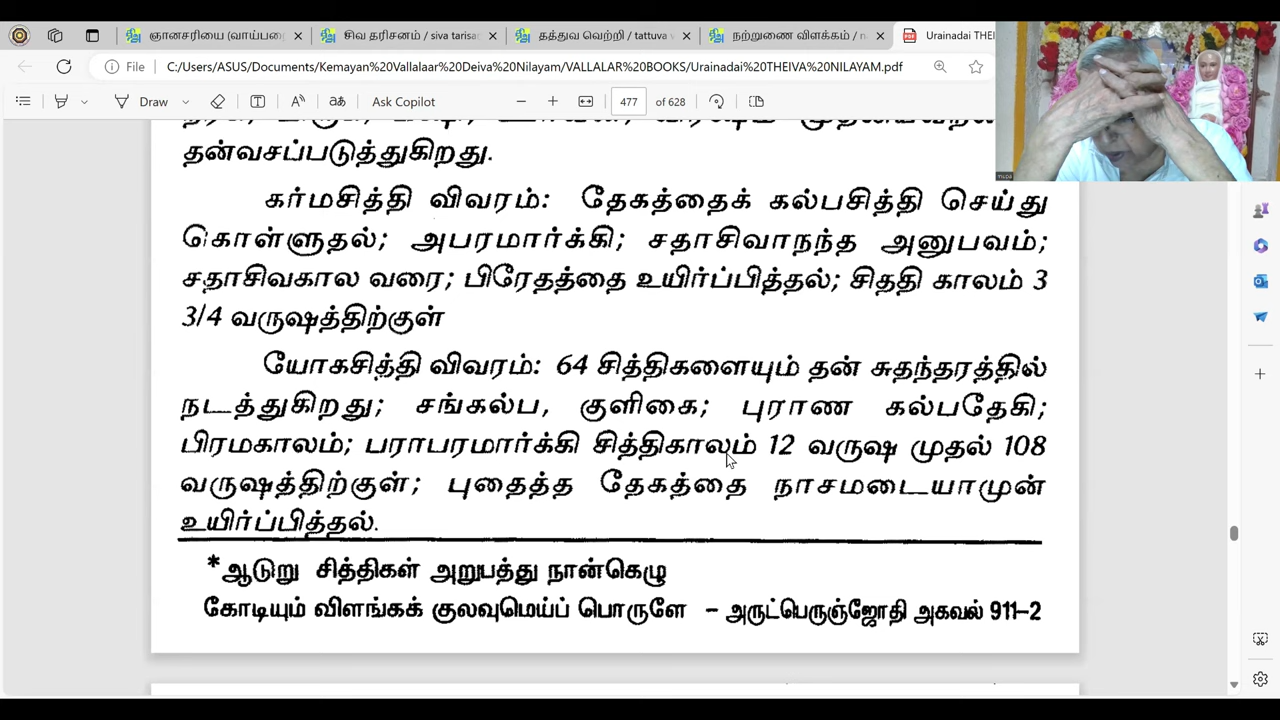 ஞானசரியை (வாய்பறை
சிவ தரிசனம் / siva tarisa
தத்துவ வெற்றி / tattuva v
நற்றுணை விளக்கம் / na
Urainadai THEI
File
C:/Users/ASUS/Documents/Kemayan%20Vallalaar%20Deiva%20Nilayam/VALLALAR%20BOOKS/Urainadai%20THEIVA%20NILAYAM.pdf
Draw
Ask Copilot
477 of 628
தன்வசப்படுத்துகிறது.
கர்மசித்தி விவரம்: தேகத்தைக் கல்பசித்தி செய்து
கொள்ளுதல்; அபரமார்க்கி; சதாசிவாநந்த அனுபவம்;
சதாசிவகால வரை; பிரேதத்தை உயிர்ப்பித்தல்; சிததி காலம் 3
3/4 வருஷத்திற்குள்
யோகசித்தி விவரம்: 64 சித்திகளையும் தன் சுதந்தரத்தில்
நடத்துகிறது; சங்கல்ப, குளிகை; புராண கல்பதேகி;
பிரமகாலம்; பராபரமார்க்கி சித்திகாலம் 12 வருஷ முதல் 108
வருஷத்திற்குள்; புதைத்த தேகத்தை நாசமடையாமுன்
உயிர்ப்பித்தல்.
*ஆடுறு சித்திகள் அறுபத்து நான்கெழு
கோடியும் விளங்கக் குலவுமெய்ப் பொருளே – அருட்பெருஞ்ஜோதி அகவல் 911–2